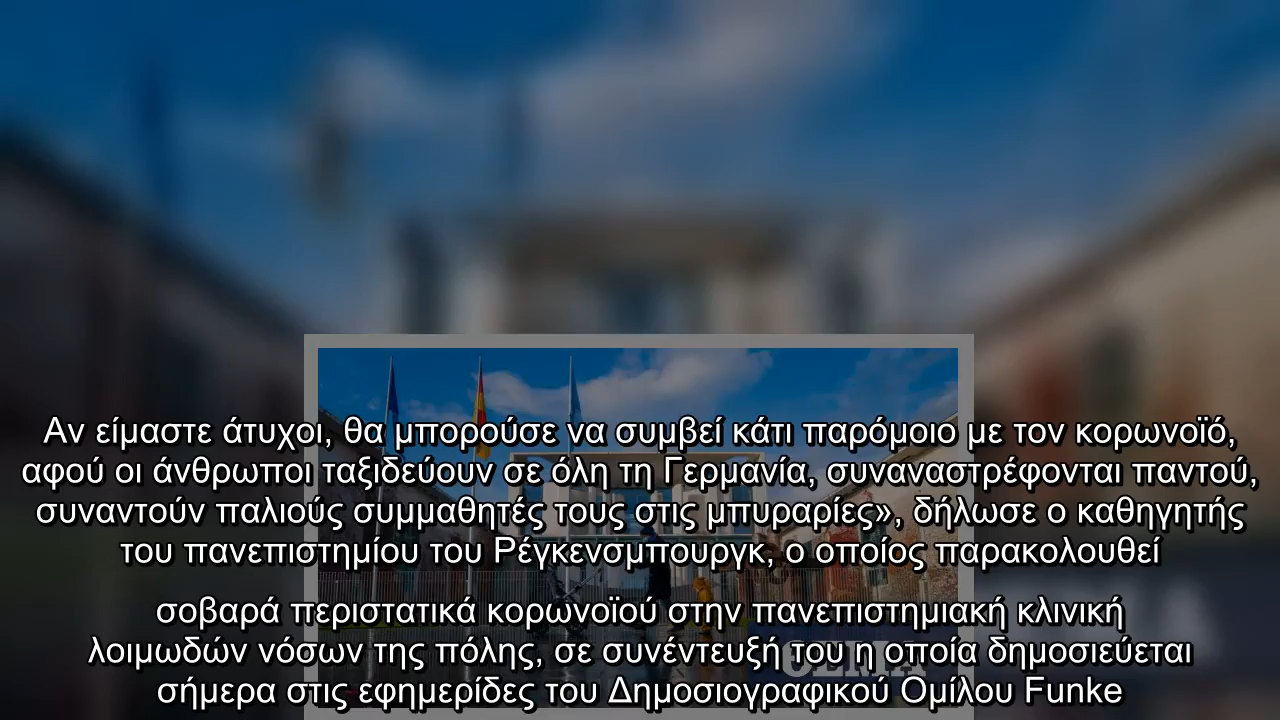 Αν είμαστε άτυχοι, θα μπορούσε να συμβεί κάτι παρόμοιο με τον κορωνοϊό,
αφού οι άνθρωποι ταξιδεύουν σε όλη τη Γερμανία, συναναστρέφονται παντού,
συναντούν παλιούς συμμαθητές τους στις μπυραρίες», δήλωσε ο καθηγητής
του πανεπιστημίου του Ρέγκενσμπουργκ, ο οποίος παρακολουθεί
σοβαρά περιστατικά κορωνοϊού στην πανεπιστημιακή κλινική
λοιμωδών νόσων της πόλης, σε συνέντευξή του η οποία δημοσιεύεται
σήμερα στις εφημερίδες του Δημοσιογραφικού Ομίλου Funke